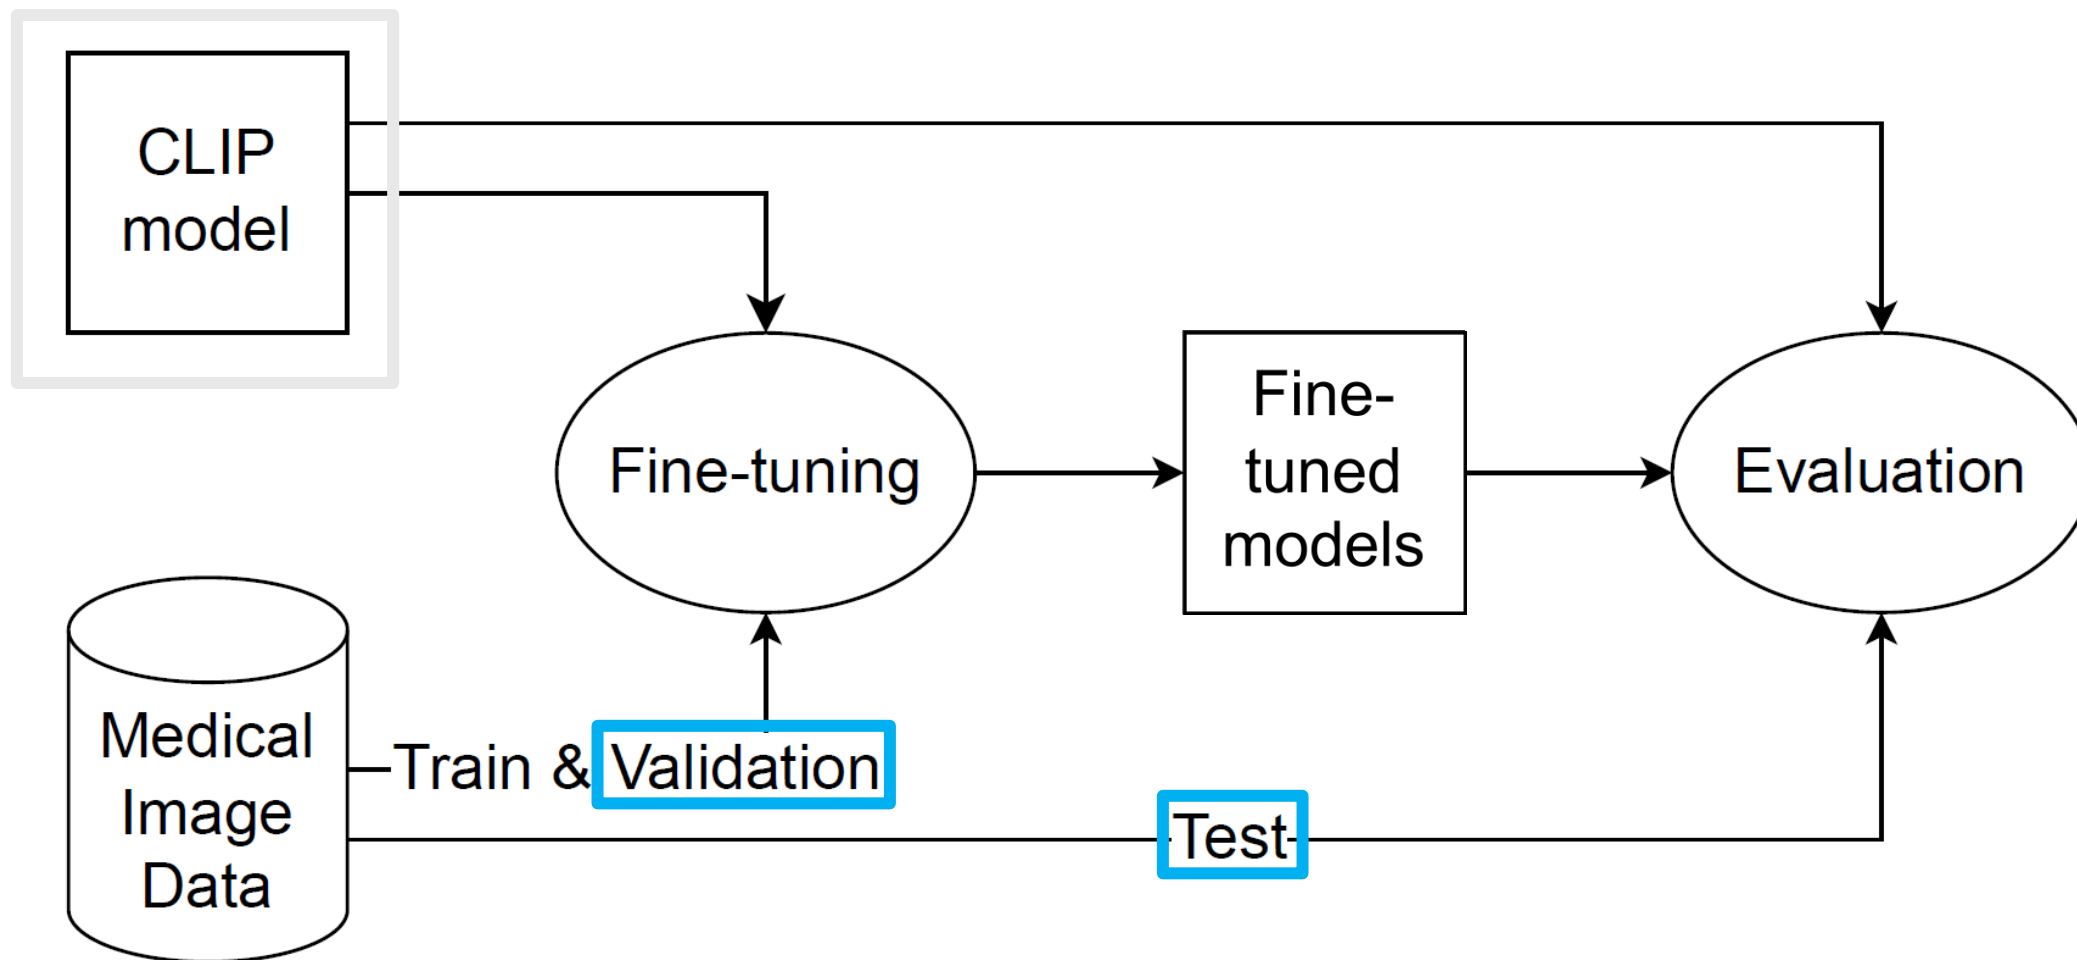 CLIP
model
Fine-tuning
Fine-
tuned
models
Evaluation
Medical
Image
Data
Train & Validation
Test